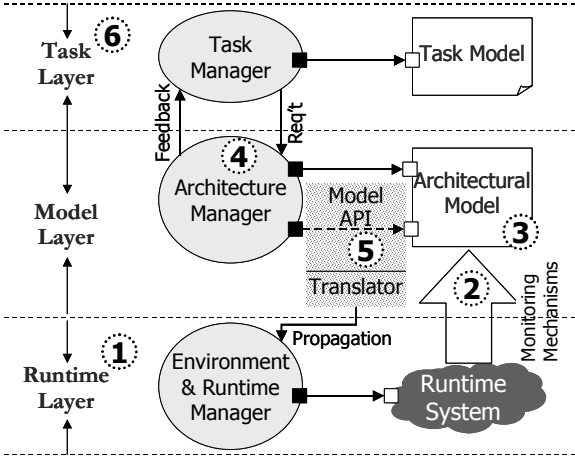 Task
Layer
6
Task
Manager
Task Model
Feedback
Req't
Model
Layer
4
Architecture
Manager
Model
API
5
Translator
Architectural
Model
3
2
Monitoring
Mechanisms
Propagation
1
Runtime
Layer
Environment
& Runtime
Manager
Runtime
System